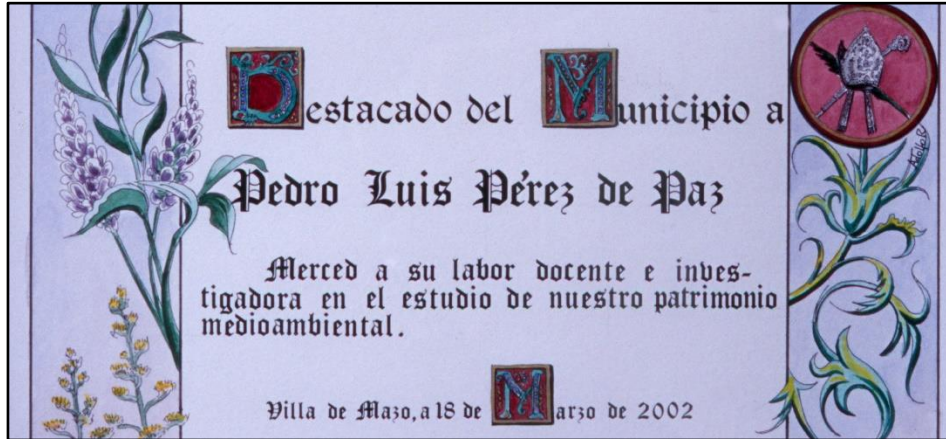 Destacado del Municipio a
Pedro Luis Pérez de Paz
Merced a su labor docente e inves-
tigadora en el estudio de nuestro patrimonio
medioambiental.
Villa de Mazo, a 18 de Marzo de 2002